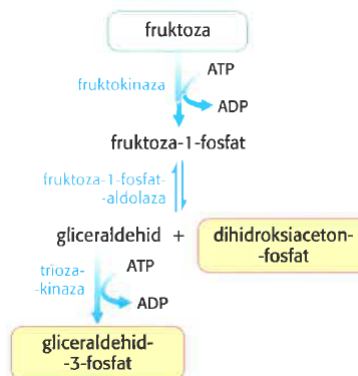 fruktoza
ATP
fruktokinaza
ADP
fruktoza-1-fosfat
fruktoza-1-fosfat-
-aldolaza
gliceraldehid + dihidroksiaceton-
-fosfat
trioza-
-kinaza
ATP
ADP
gliceraldehid-
-3-fosfat